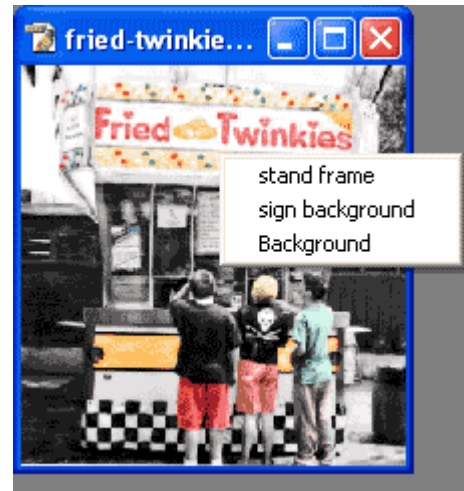 fried-twinkie...
Fried Twinkies
stand frame
sign background
Background